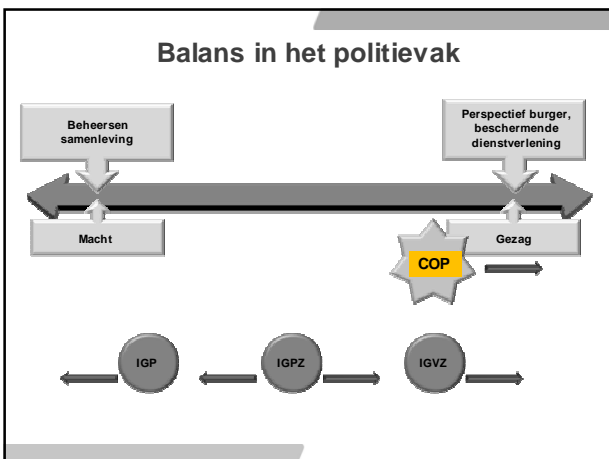 Balans in het politievak
Beheersen
samenleving
Perspectief burger,
beschermende
dienstverlening
Macht
Gezag
COP
IGP
IGPZ
IGVZ